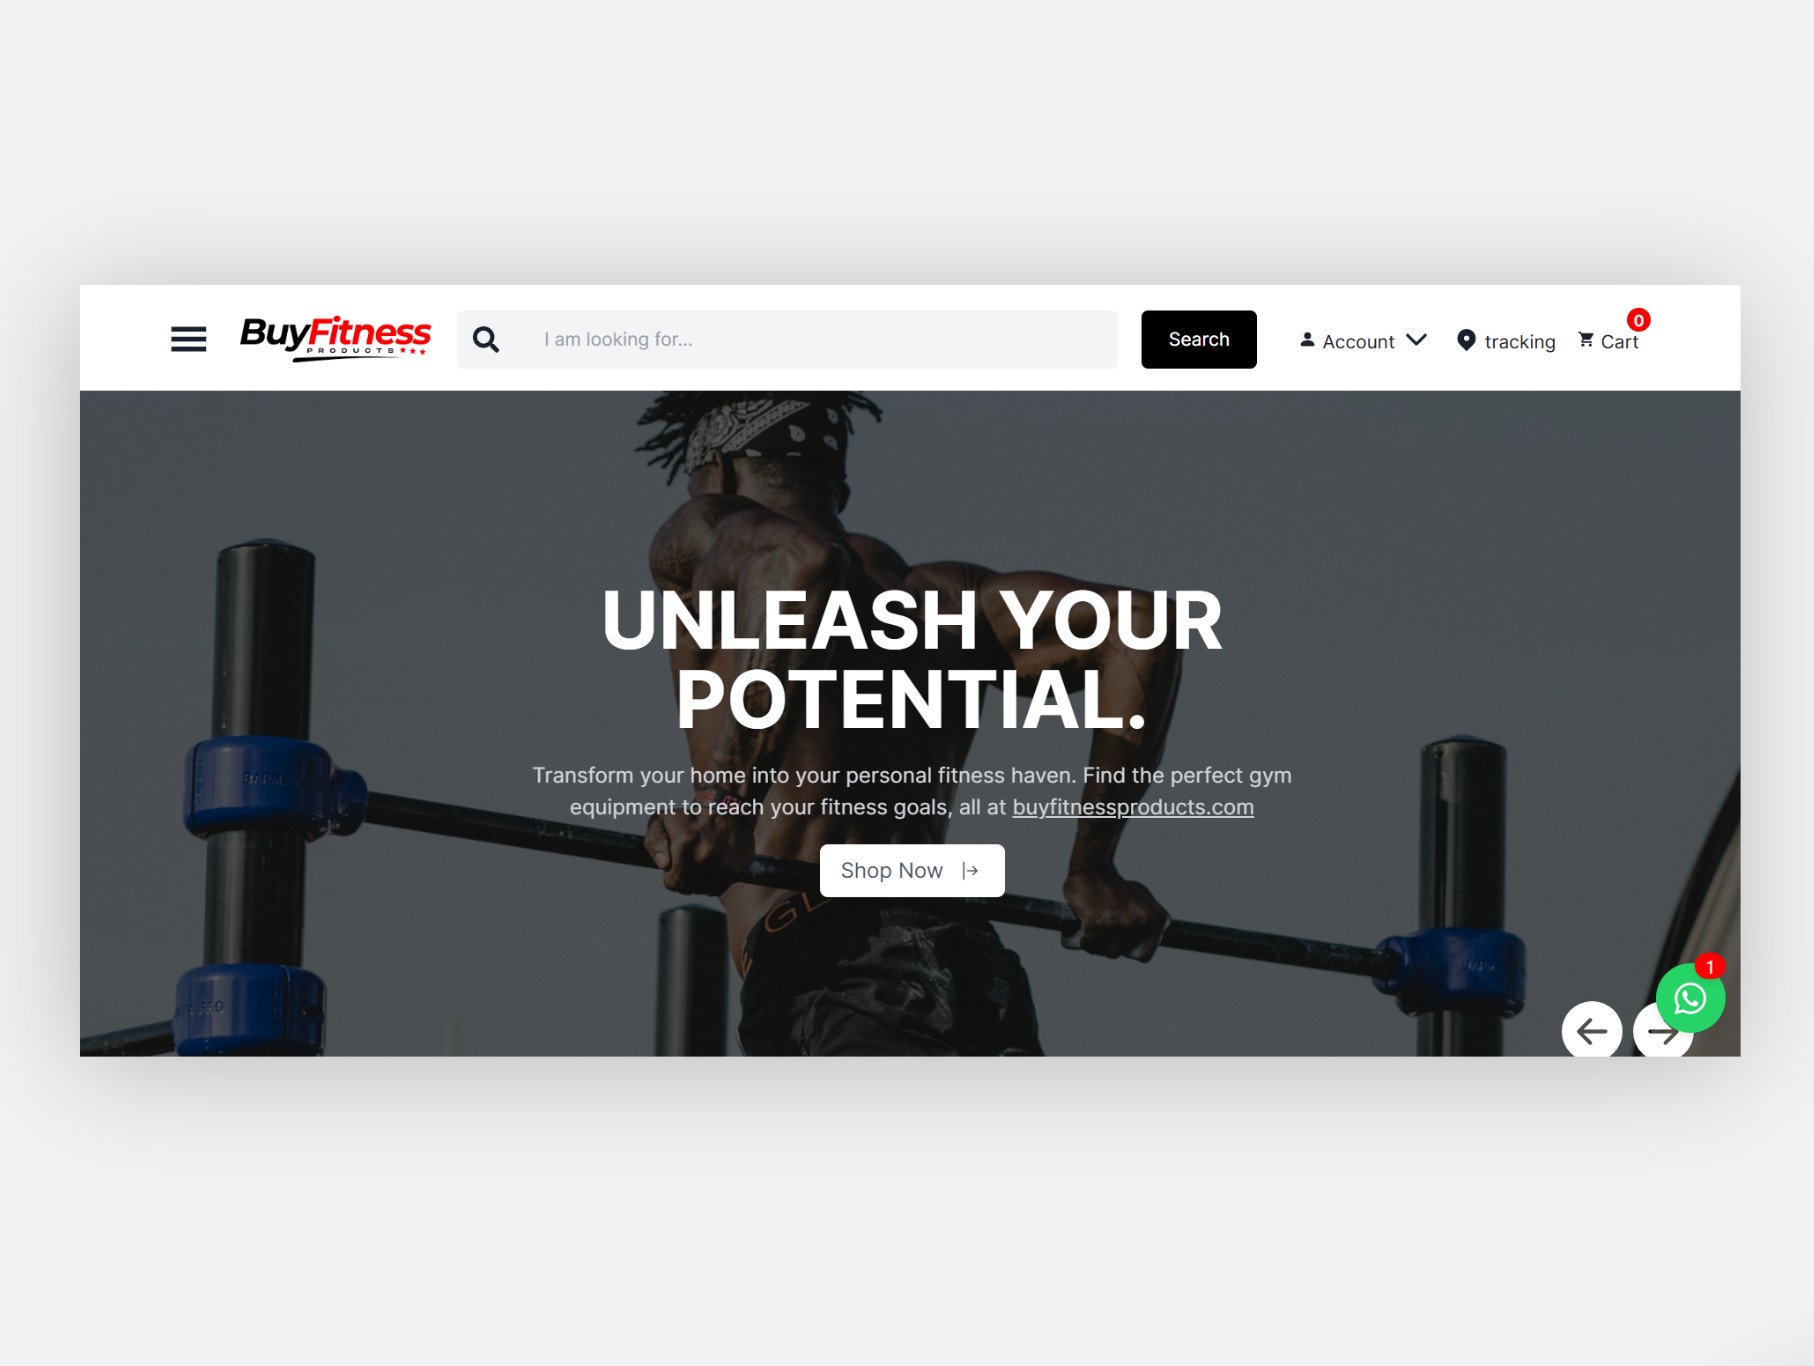 BuyFitness
PRODUCTS
I am looking for...
Search
Account
tracking
Cart
0
UNLEASH YOUR
POTENTIAL.
Transform your home into your personal fitness haven. Find the perfect gym
equipment to reach your fitness goals, all at buyfitnessproducts.com
Shop Now
1